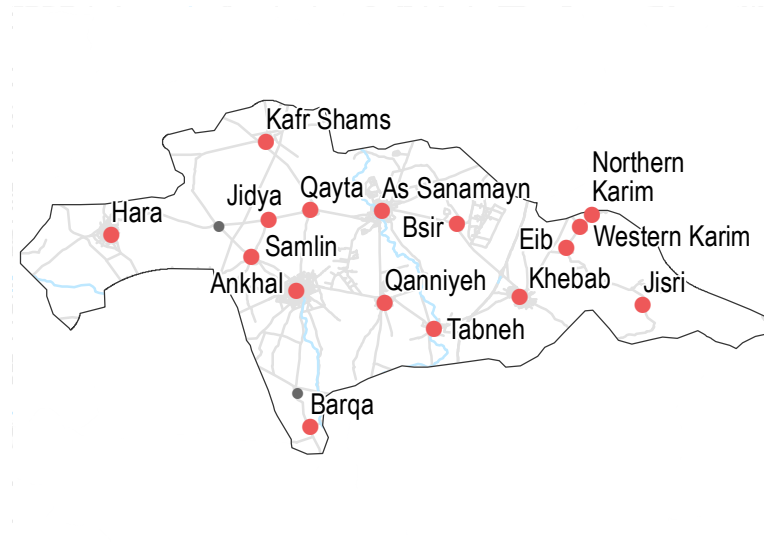 Kafr Shams
Northern
Karim
Hara
Jidya
Qayta
As Sanamayn
Bsir
Eib
Western Karim
Samlin
Ankhal
Qanniyeh
Khebab
Jisri
Tabneh
Barqa